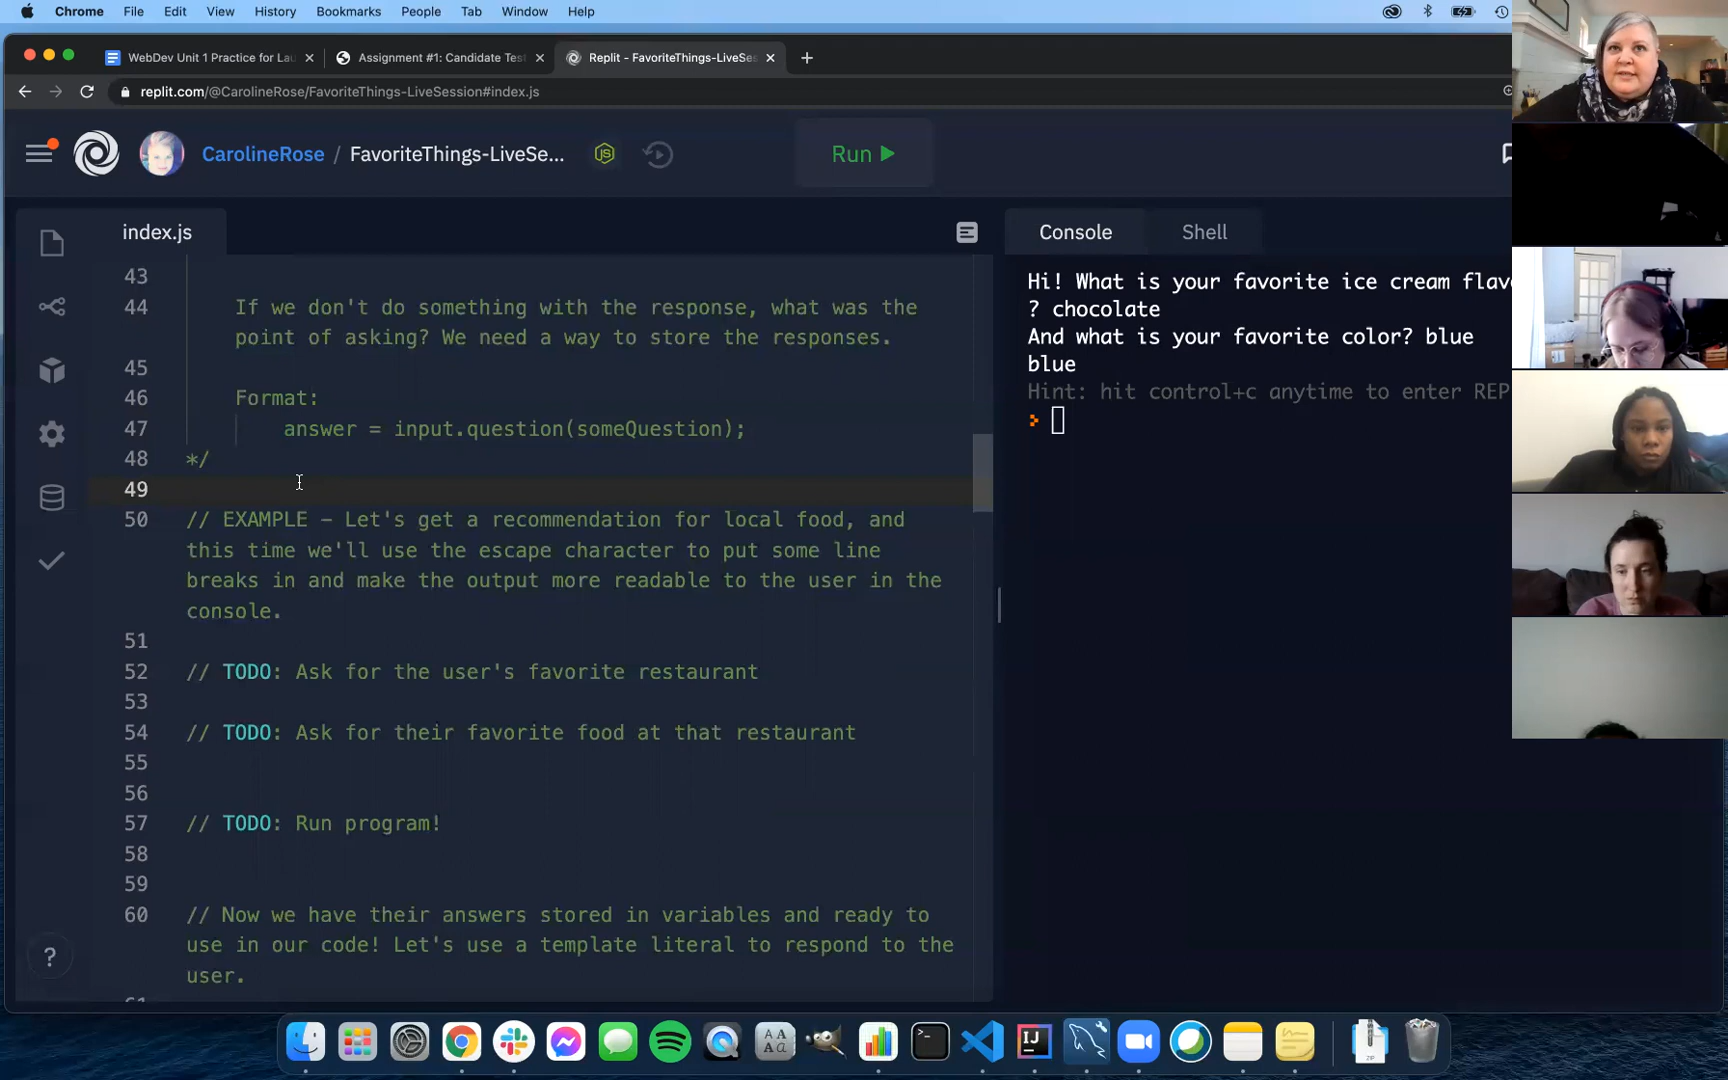 Chrome File Edit View History Bookmarks People Tab Window Help
WebDev Unit 1 Practice for Lau
Assignment #1: Candidate Test
Replit - FavoriteThings-LiveSes
replit.com/@CarolineRose/FavoriteThings-LiveSession#index.js
CarolineRose / FavoriteThings-LiveSe...
JS
Run
index.js
43
44 If we don't do something with the response, what was the
point of asking? We need a way to store the responses.
45
46 Format:
47 answer = input.question(someQuestion);
48 */
49
50 // EXAMPLE - Let's get a recommendation for local food, and
this time we'll use the escape character to put some line
breaks in and make the output more readable to the user in the
console.
51
52 // TODO: Ask for the user's favorite restaurant
53
54 // TODO: Ask for their favorite food at that restaurant
55
56
57 // TODO: Run program!
58
59
60 // Now we have their answers stored in variables and ready to
use in our code! Let's use a template literal to respond to the
user.
61
?
Console Shell
Hi! What is your favorite ice cream flav
? chocolate
And what is your favorite color? blue
blue
Hint: hit control+c anytime to enter REP
>
AA
AA
IJ
ZIP